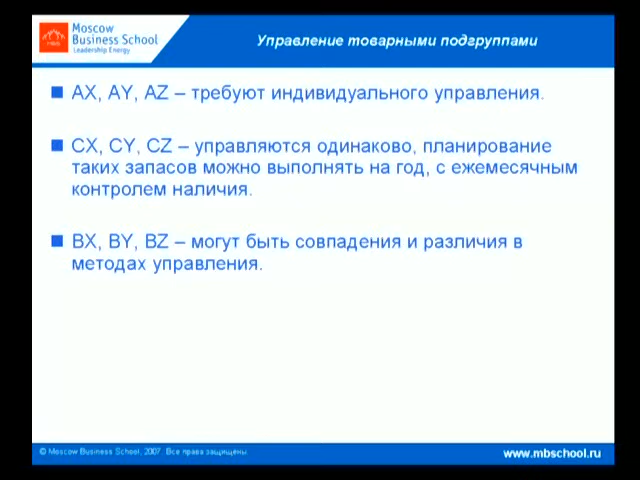 Moscow
Business School
Leadership Energy
Управление товарными подгруппами
AX, AY, AZ – требуют индивидуального управления.
CX, CY, CZ – управляются одинаково, планирование
таких запасов можно выполнять на год, с ежемесячным
контролем наличия.
BX, BY, BZ – могут быть совпадения и различия в
методах управления.
© Moscow Business School, 2007. Все права защищены
www.mbschool.ru